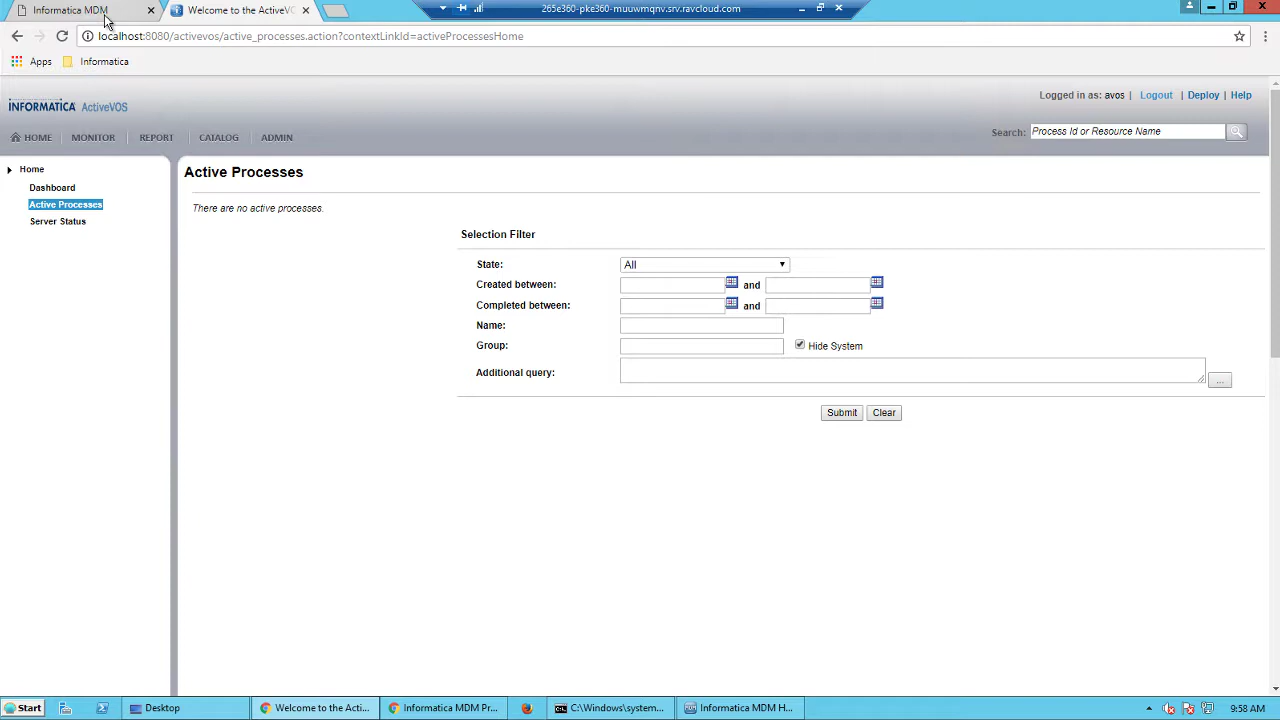 Informatica MDM
Welcome to the ActiveVO
265e360-pke360-muuwmqnv.srv.ravcloud.com
localhost:8080/activevos/active_processes.action?contextLinkId=activeProcessesHome
Apps
Informatica
INFORMATICA ActiveVOS
Logged in as: avos | Logout | Deploy | Help
HOME
MONITOR
REPORT
CATALOG
ADMIN
Search: Process Id or Resource Name
Home
Dashboard
Active Processes
Server Status
Active Processes
There are no active processes.
Selection Filter
State: All
Created between: and
Completed between: and
Name:
Group: Hide System
Additional query: ...
Submit Clear
Start
Desktop
Welcome to the Acti...
Informatica MDM Pr...
C:\Windows\system...
Informatica MDM H...
9:58 AM